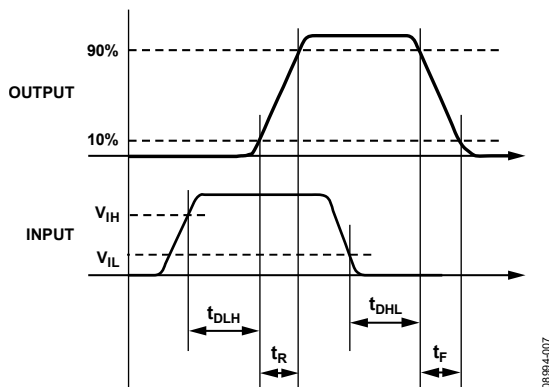 90%
OUTPUT
10%
VIH
INPUT
VIL
tDLH
tDHL
tR
tF
08994-007